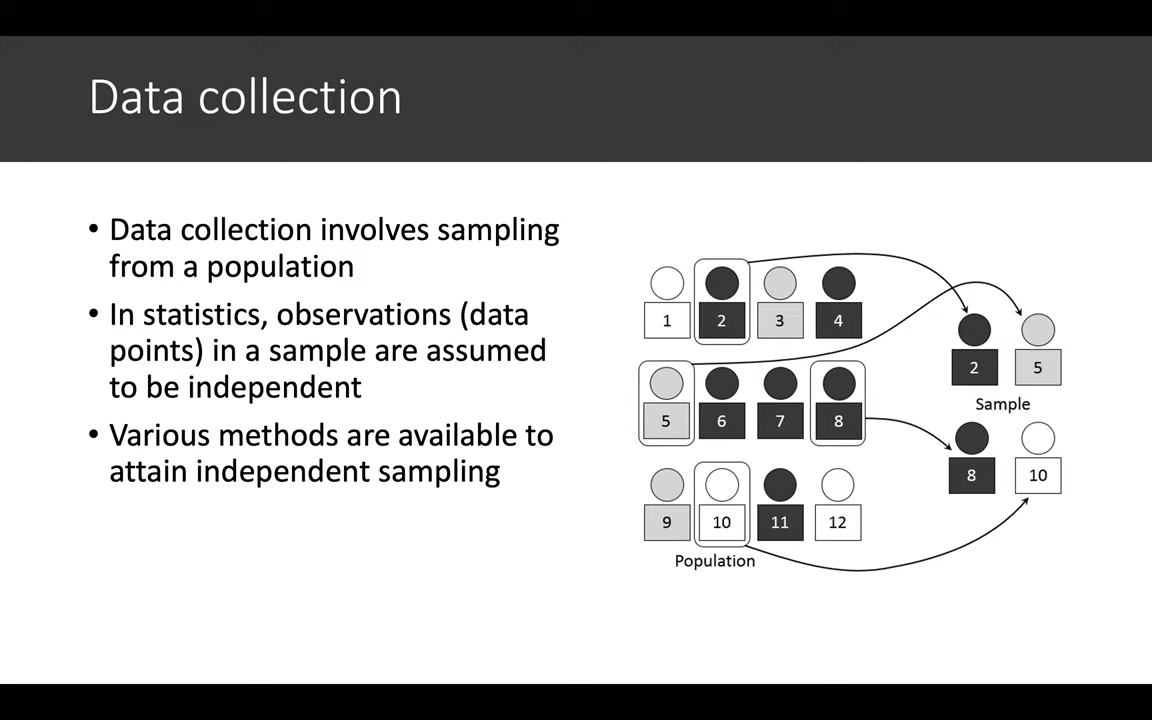 Data collection
• Data collection involves sampling
from a population
• In statistics, observations (data
points) in a sample are assumed
to be independent
• Various methods are available to
attain independent sampling
1 2 3 4
5 6 7 8
9 10 11 12
Population
2 5
Sample
8 10